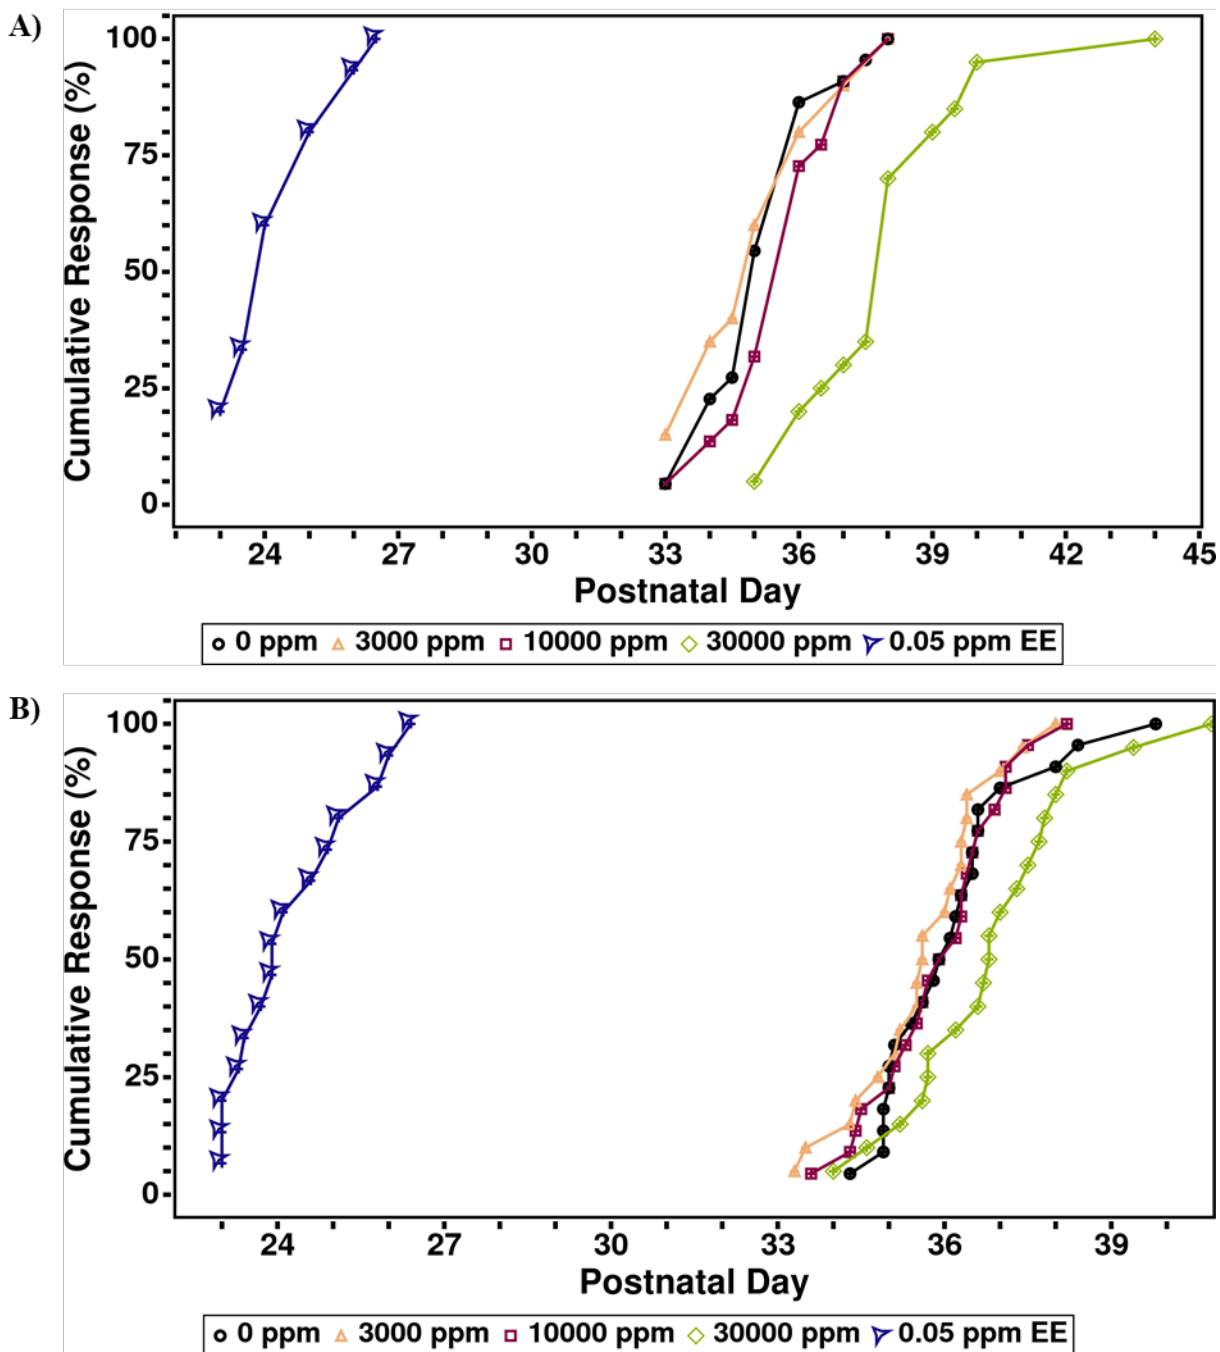 A)
Cumulative Response (%)
100
75
50
25
0
24 27 30 33 36 39 42 45
Postnatal Day
0 ppm 3000 ppm 10000 ppm 30000 ppm 0.05 ppm EE
B)
Cumulative Response (%)
100
75
50
25
0
24 27 30 33 36 39
Postnatal Day
0 ppm 3000 ppm 10000 ppm 30000 ppm 0.05 ppm EE